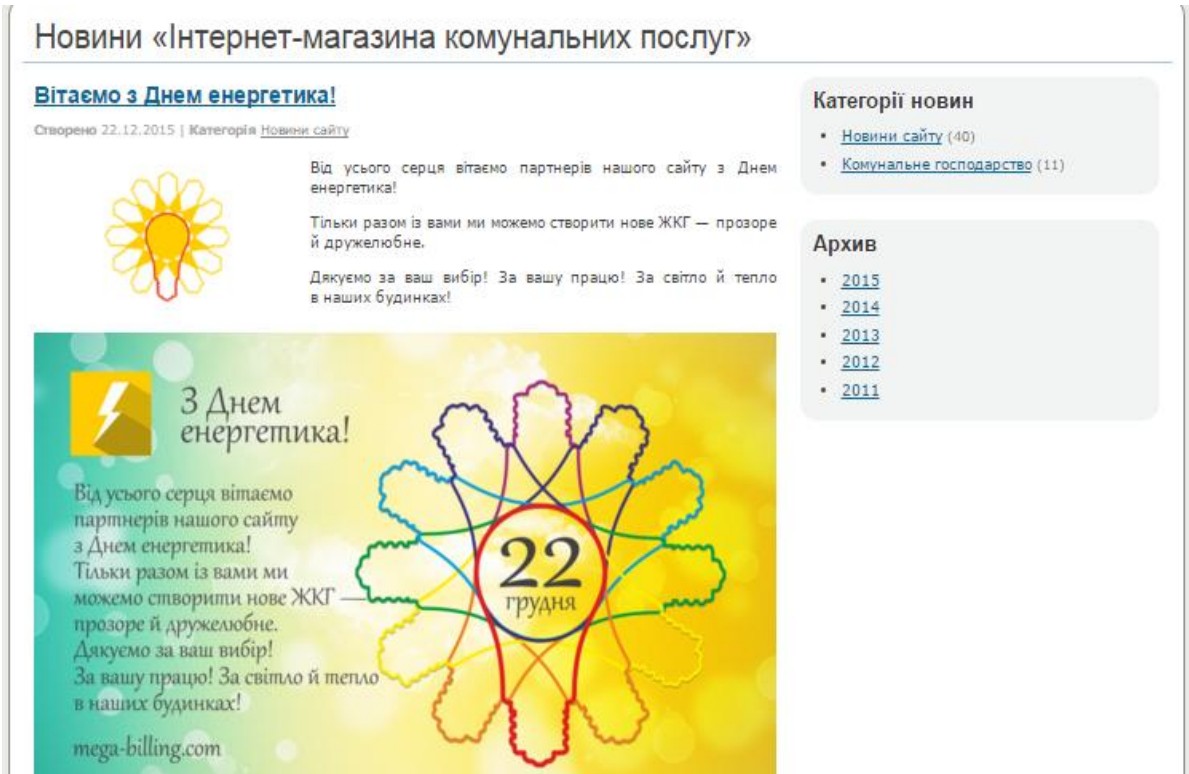 Новини «Інтернет-магазина комунальних послуг»
Вітаємо з Днем енергетика!
Створено 22.12.2015 | Категорія Новини сайту
Від усього серця вітаємо партнерів нашого сайту з Днем
енергетика!
Тільки разом із вами ми можемо створити нове ЖКГ — прозоре
й дружелюбне.
Дякуємо за ваш вибір! За вашу працю! За світло й тепло
в наших будинках!
З Днем
енергетика!
Від усього серця вітаємо
партнерів нашого сайту
з Днем енергетика!
Тільки разом із вами ми
можемо створити нове ЖКГ —
прозоре й дружелюбне.
Дякуємо за ваш вибір!
За вашу працю! За світло й тепло
в наших будинках!
mega-billing.com
22
грудня
Категорії новин
Новини сайту (40)
Комунальне господарство (11)
Архив
2015
2014
2013
2012
2011